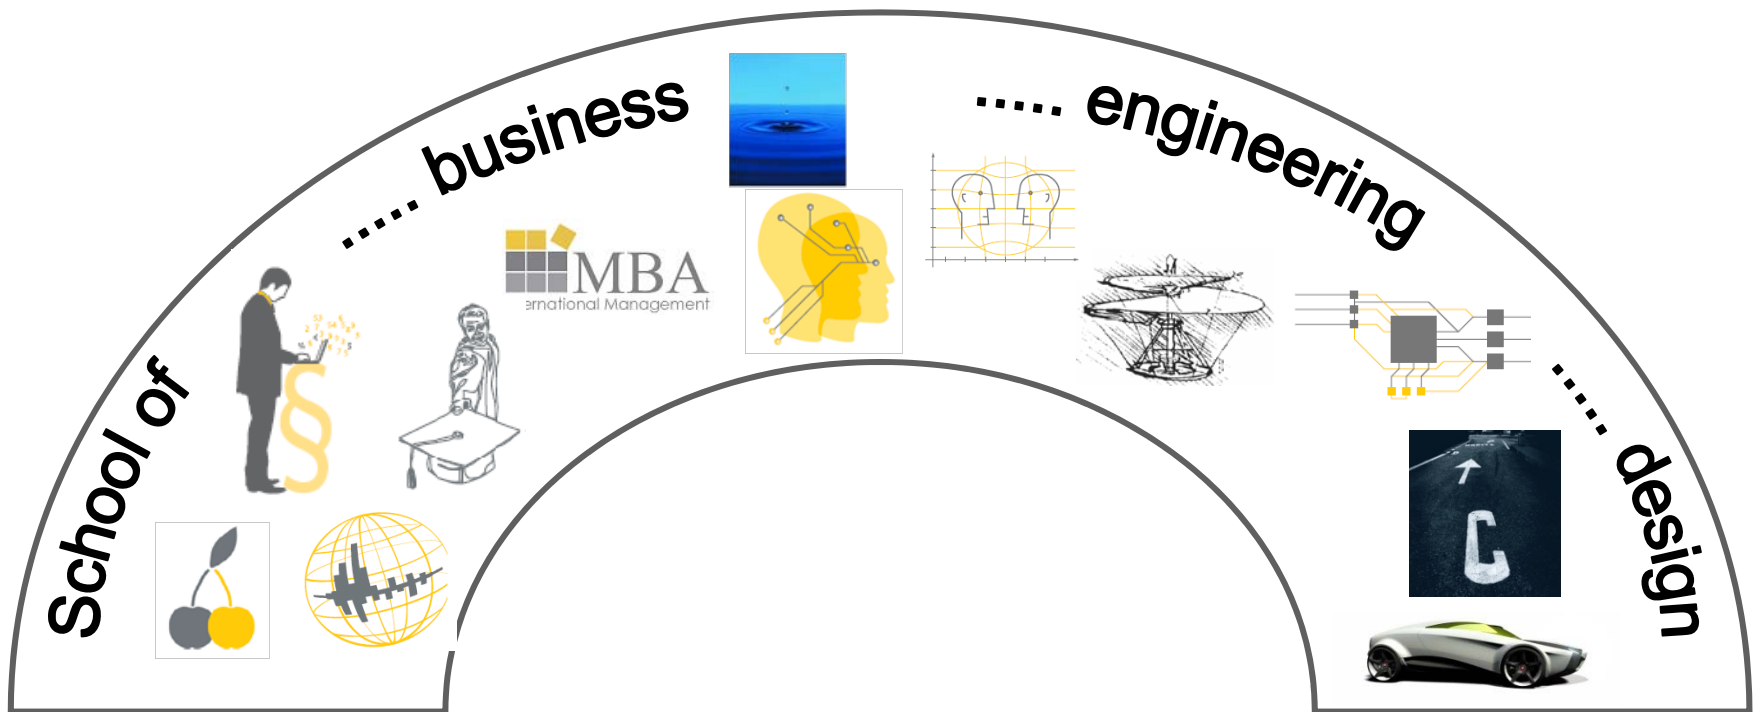 School of
..... business
..... engineering
..... design
MBA
ernational Management
§
C